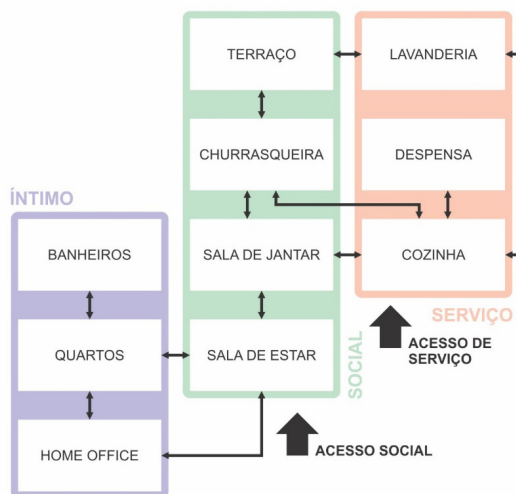 TERRAÇO
LAVANDERIA
CHURRASQUEIRA
DESPENSA
ÍNTIMO
BANHEIROS
SALA DE JANTAR
COZINHA
SERVIÇO
QUARTOS
SALA DE ESTAR
SOCIAL
ACESSO DE
SERVIÇO
HOME OFFICE
ACESSO SOCIAL